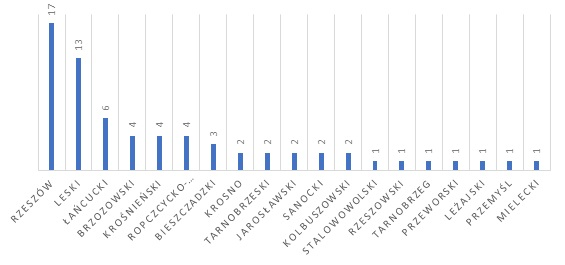 17
13
6
4
4
4
3
2
2
2
2
2
1
1
1
1
1
1
1
RZESZÓW
LESKI
ŁAŃCUCKI
BRZOZOWSKI
KROŚNIEŃSKI
ROPCZYCKO-…
BIESZCZADZKI
KROSNO
TARNOBRZESKI
JAROSŁAWSKI
SANOCKI
KOLBUSZOWSKI
STALOWOWOLSKI
RZESZOWSKI
TARNOBRZEG
PRZEWORSKI
LEŻAJSKI
PRZEMYŚL
MIELECKI